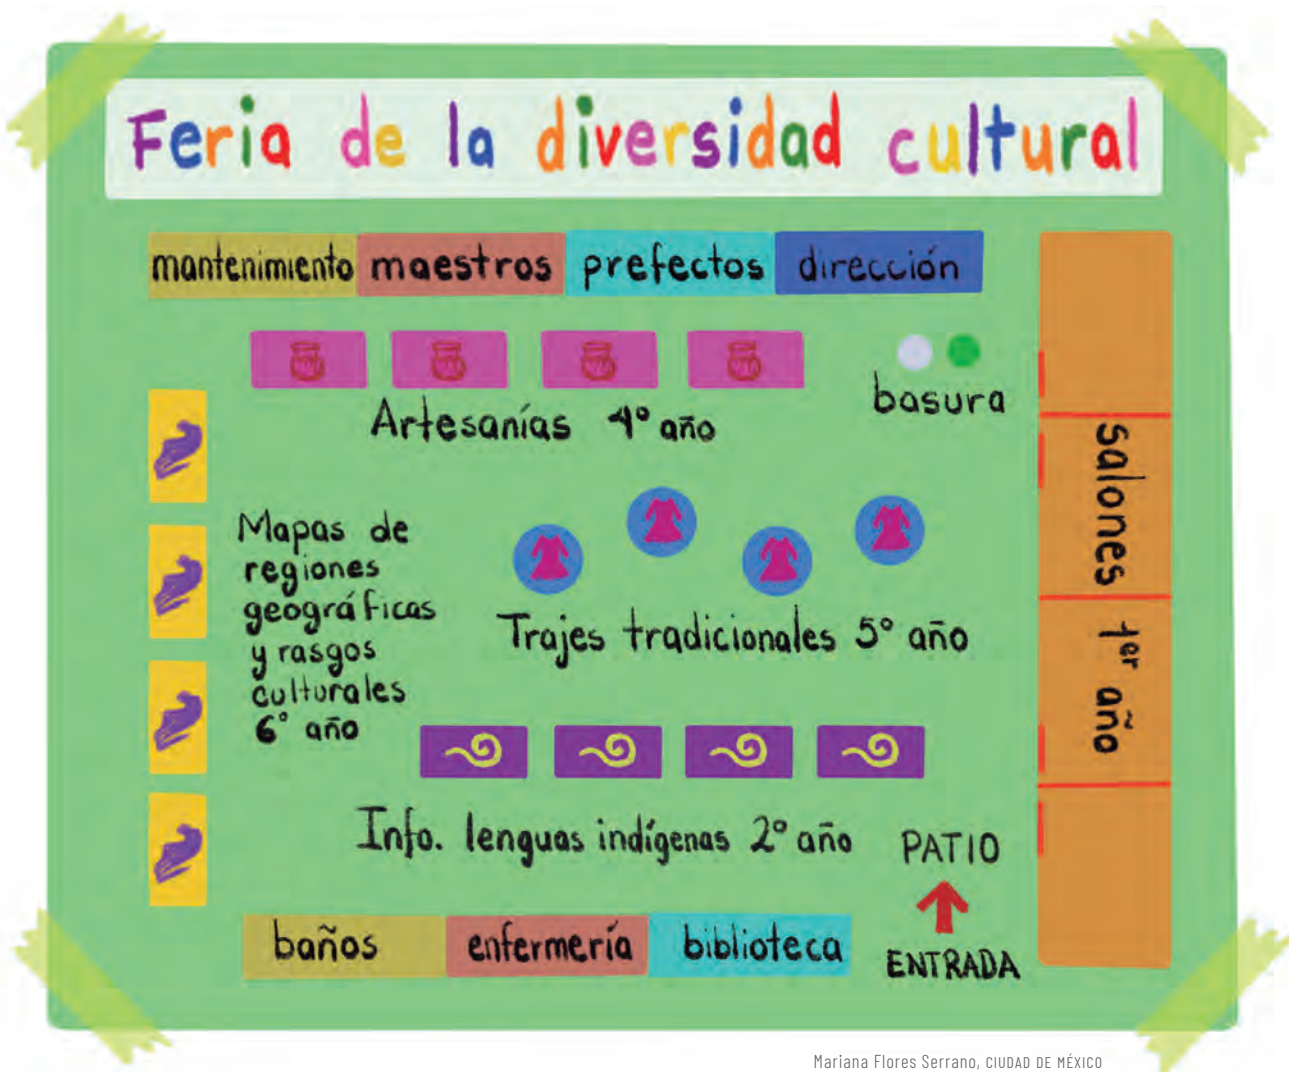 Feria de la diversidad cultural
mantenimiento maestros prefectos dirección
basura
Artesanías 4° año
Mapas de
regiones
geográficas
y rasgos
culturales
6° año
Trajes tradicionales 5° año
salones 1er año
Info. lenguas indígenas 2° año
PATIO
baños enfermería biblioteca
ENTRADA
Mariana Flores Serrano, CIUDAD DE MÉXICO